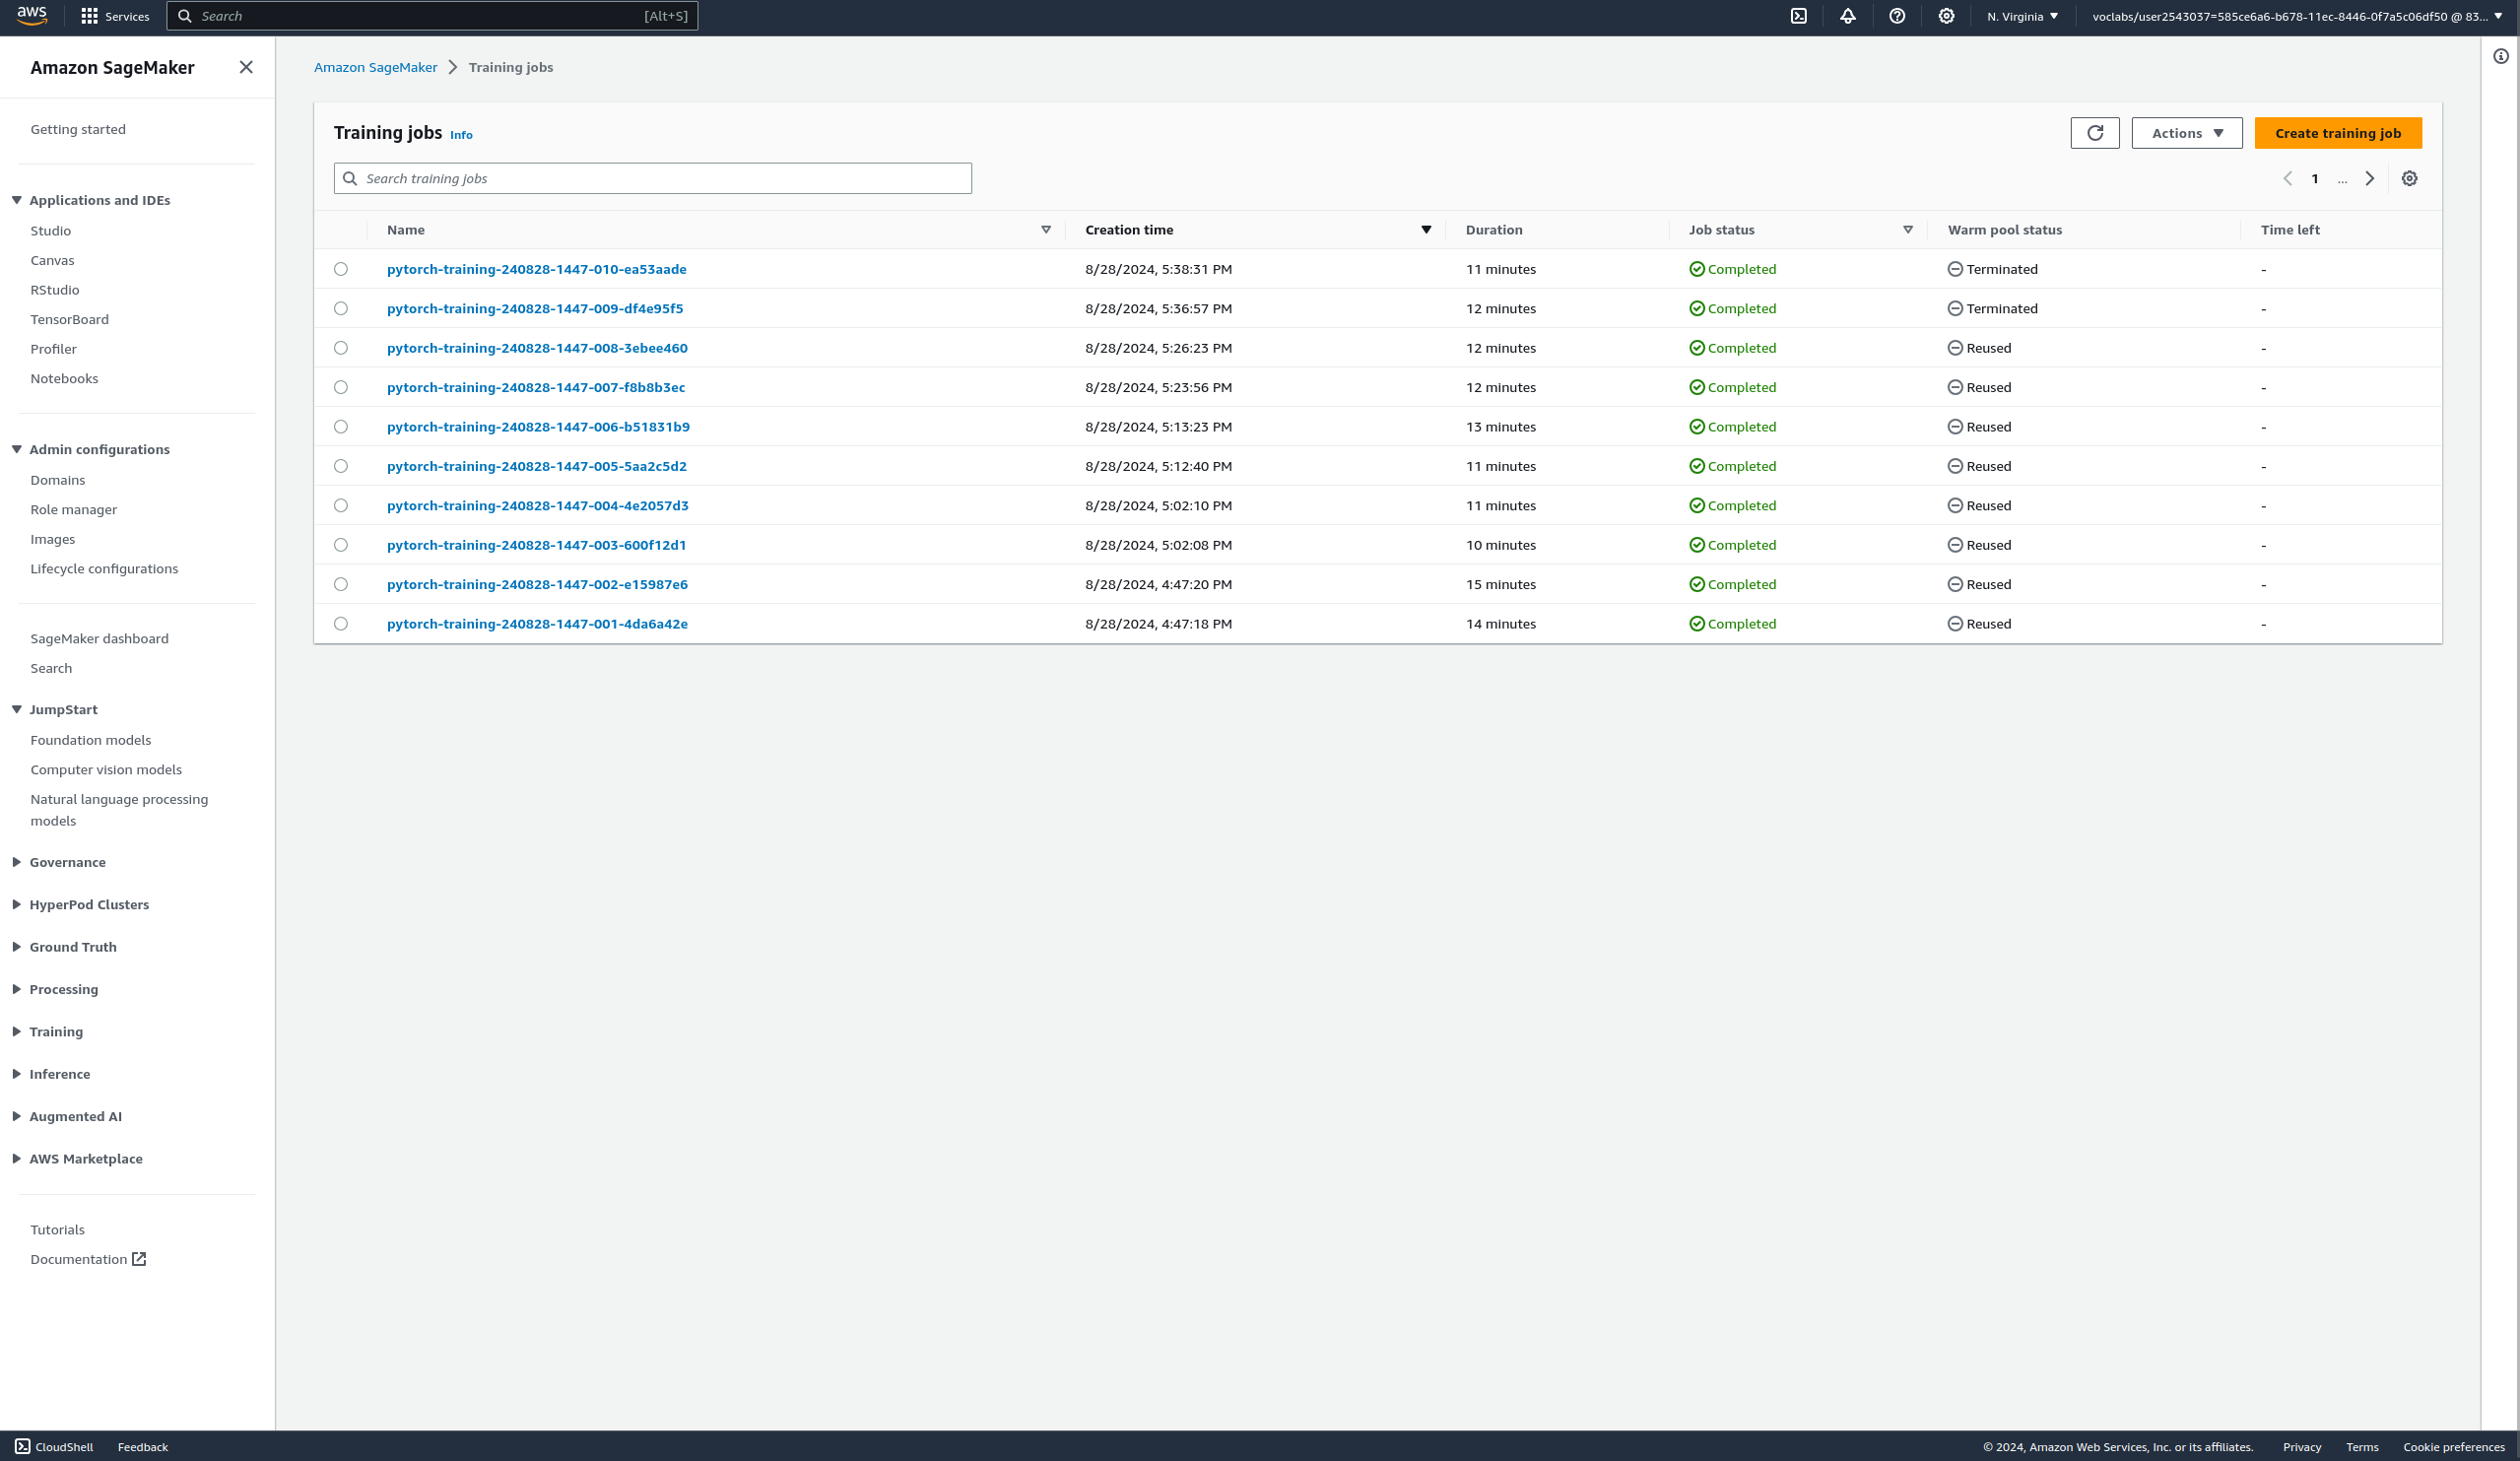 aws Services Search [Alt+S] N. Virginia voclabs/user2543037=585ce6a6-b678-11ec-8446-0f7a5c06df50 @ 83...
Amazon SageMaker
Getting started
Applications and IDEs
Studio
Canvas
RStudio
TensorBoard
Profiler
Notebooks
Admin configurations
Domains
Role manager
Images
Lifecycle configurations
SageMaker dashboard
Search
JumpStart
Foundation models
Computer vision models
Natural language processing
models
Governance
HyperPod Clusters
Ground Truth
Processing
Training
Inference
Augmented AI
AWS Marketplace
Tutorials
Documentation
Amazon SageMaker > Training jobs
Training jobs Info
Actions Create training job
Search training jobs
1 ...
Name Creation time Duration Job status Warm pool status Time left
pytorch-training-240828-1447-010-ea53aade 8/28/2024, 5:38:31 PM 11 minutes Completed Terminated -
pytorch-training-240828-1447-009-df4e95f5 8/28/2024, 5:36:57 PM 12 minutes Completed Terminated -
pytorch-training-240828-1447-008-3ebee460 8/28/2024, 5:26:23 PM 12 minutes Completed Reused -
pytorch-training-240828-1447-007-f8b8b3ec 8/28/2024, 5:23:56 PM 12 minutes Completed Reused -
pytorch-training-240828-1447-006-b51831b9 8/28/2024, 5:13:23 PM 13 minutes Completed Reused -
pytorch-training-240828-1447-005-5aa2c5d2 8/28/2024, 5:12:40 PM 11 minutes Completed Reused -
pytorch-training-240828-1447-004-4e2057d3 8/28/2024, 5:02:10 PM 11 minutes Completed Reused -
pytorch-training-240828-1447-003-600f12d1 8/28/2024, 5:02:08 PM 10 minutes Completed Reused -
pytorch-training-240828-1447-002-e15987e6 8/28/2024, 4:47:20 PM 15 minutes Completed Reused -
pytorch-training-240828-1447-001-4da6a42e 8/28/2024, 4:47:18 PM 14 minutes Completed Reused -
CloudShell Feedback © 2024, Amazon Web Services, Inc. or its affiliates. Privacy Terms Cookie preferences